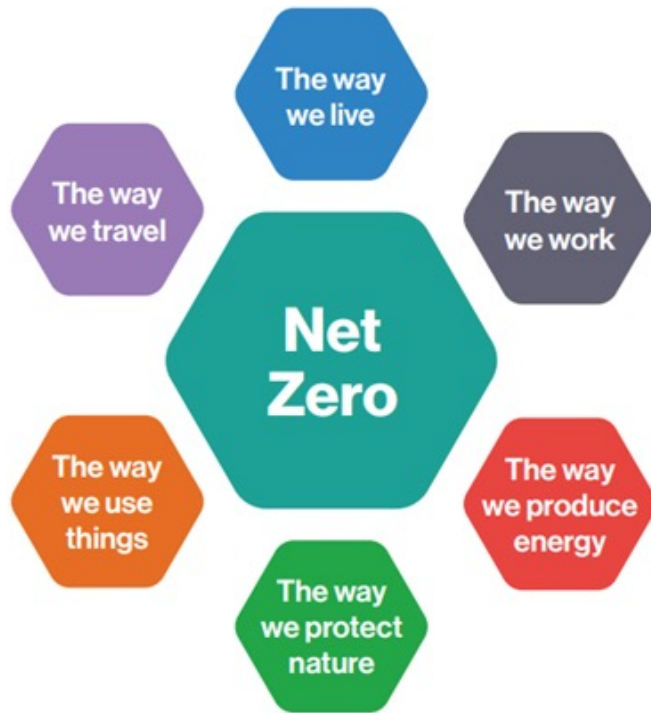 The way
we live
The way
we travel
The way
we work
Net
Zero
The way
we use
things
The way
we produce
energy
The way
we protect
nature